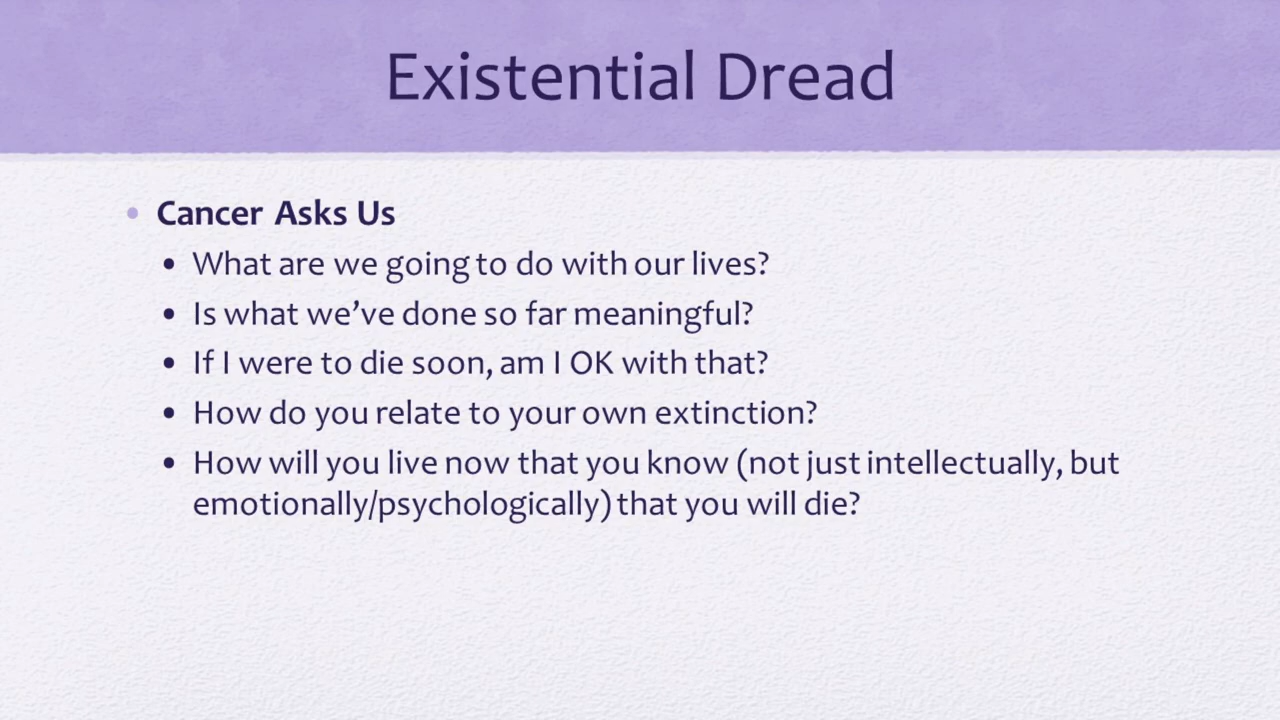 Existential Dread
• Cancer Asks Us
• What are we going to do with our lives?
• Is what we’ve done so far meaningful?
• If I were to die soon, am I OK with that?
• How do you relate to your own extinction?
• How will you live now that you know (not just intellectually, but
emotionally/psychologically) that you will die?